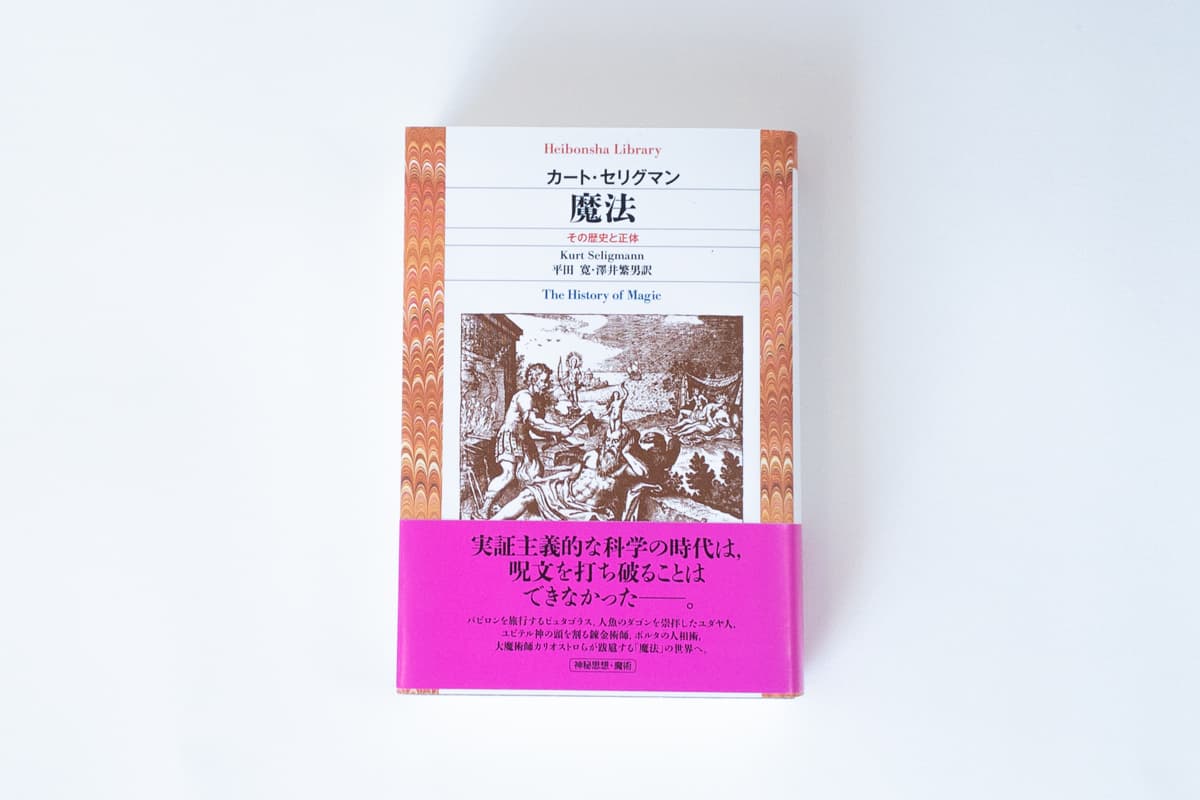 Heibonsha Library
カート・セリグマン
魔法
その歴史と正体
Kurt Seligmann
平田 寛・澤井繁男訳
The History of Magic
実証主義的な科学の時代は,
呪文を打ち破ることは
できなかった——。
バビロンを旅行するピュタゴラス, 人魚のダゴンを崇拝したユダヤ人,
ユピテル神の頭を割る錬金術師, ポルタの人相術,
大魔術師カリオストロらが跋扈する「魔法」の世界へ。
神秘思想・魔術